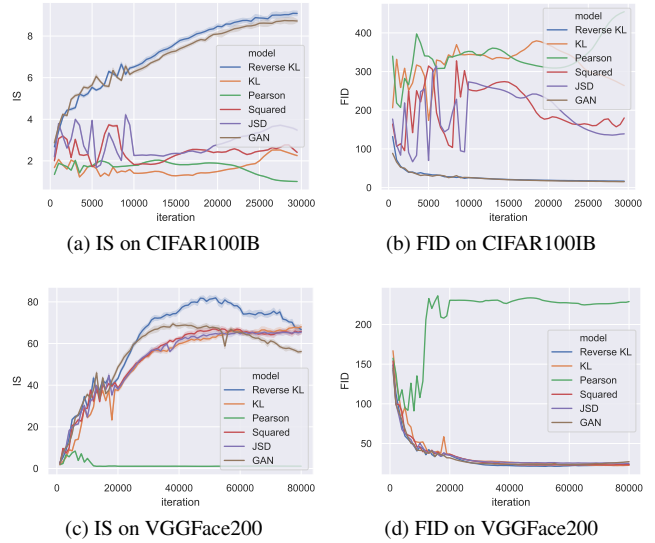 8
6
4
2
IS
model
Reverse KL
KL
Pearson
Squared
JSD
GAN
0
5000
10000
15000
20000
25000
30000
iteration
(a) IS on CIFAR100IB
400
300
200
100
0
FID
model
Reverse KL
KL
Pearson
Squared
JSD
GAN
0
5000
10000
15000
20000
25000
30000
iteration
(b) FID on CIFAR100IB
80
60
40
20
0
IS
model
Reverse KL
KL
Pearson
Squared
JSD
GAN
0
20000
40000
60000
80000
iteration
(c) IS on VGGFace200
200
150
100
50
FID
model
Reverse KL
KL
Pearson
Squared
JSD
GAN
0
20000
40000
60000
80000
iteration
(d) FID on VGGFace200